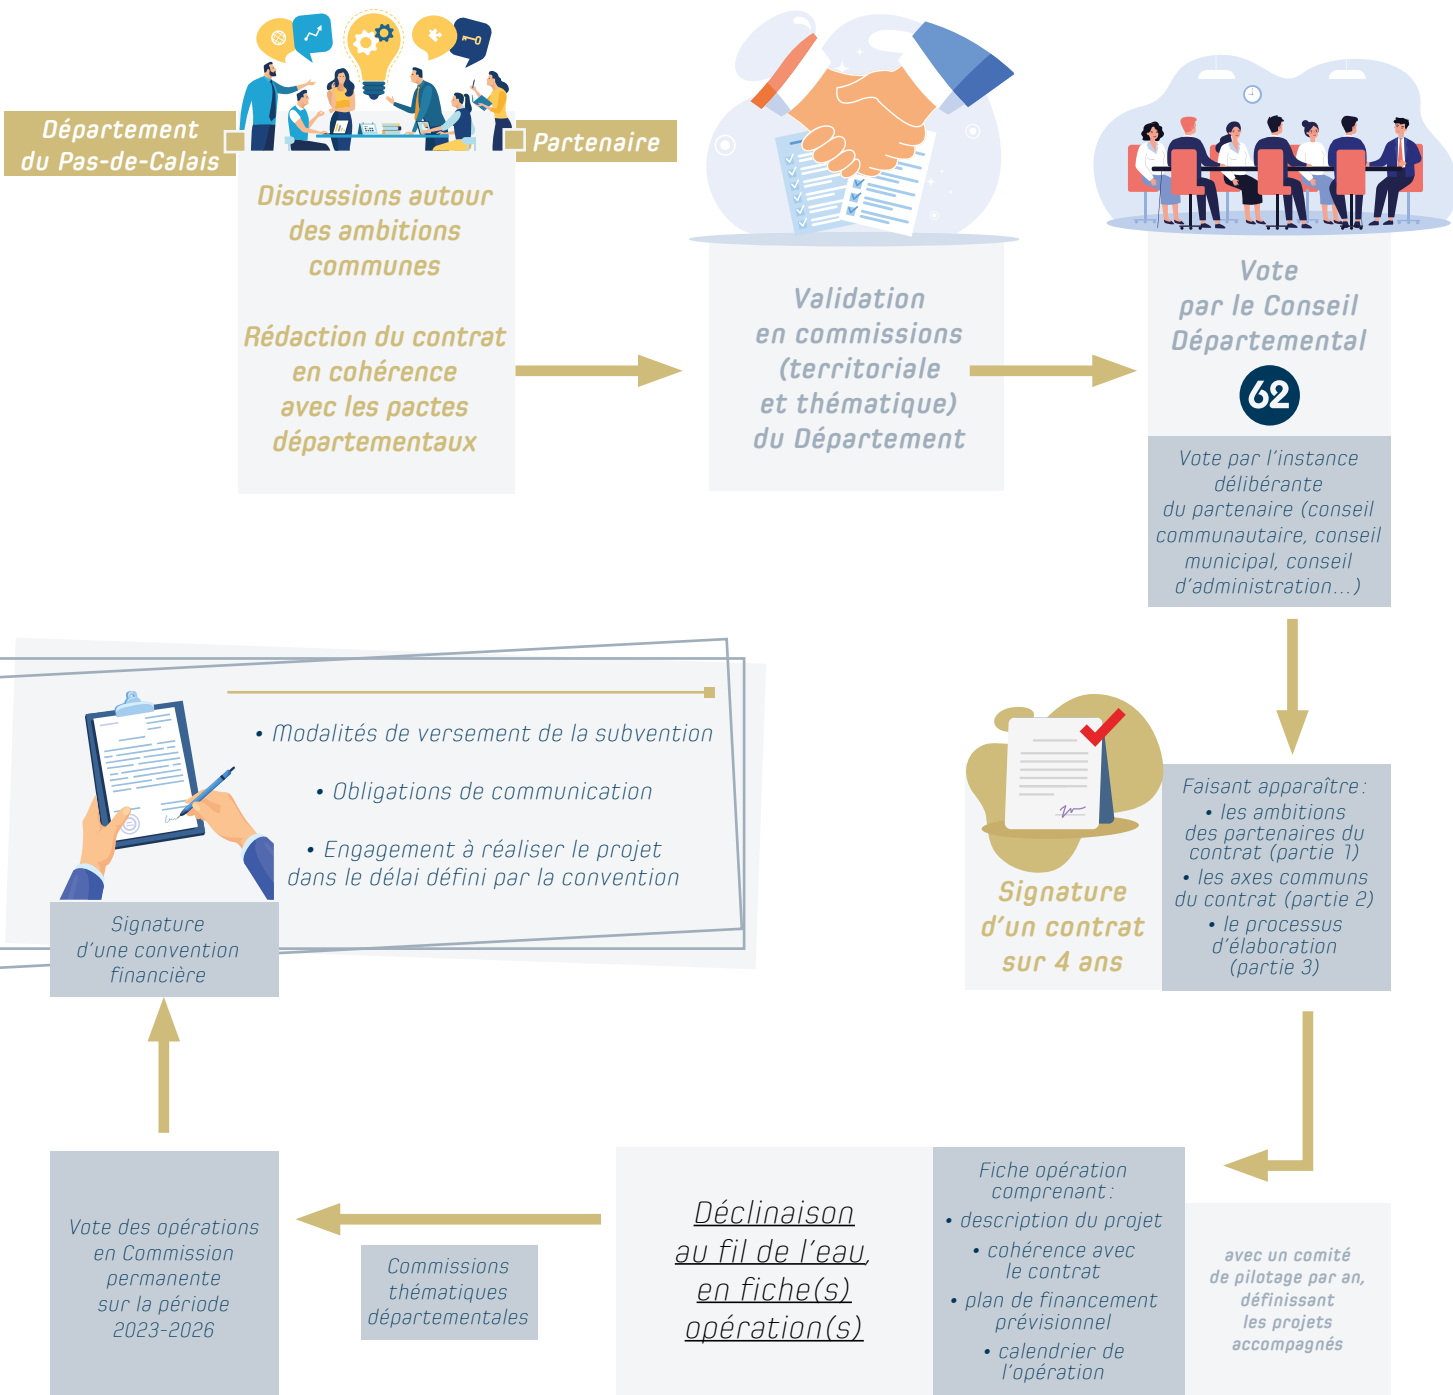 Département
du Pas-de-Calais
Partenaire
Discussions autour
des ambitions
communes
Rédaction du contrat
en cohérence
avec les pactes
départementaux
Validation
en commissions
(territoriale
et thématique)
du Département
Vote
par le Conseil
Départemental
62
Vote par l'instance
délibérante
du partenaire (conseil
communautaire, conseil
municipal, conseil
d'administration...)
Signature
d'un contrat
sur 4 ans
Faisant apparaître :
• les ambitions
des partenaires du
contrat (partie 1)
• les axes communs
du contrat (partie 2)
• le processus
d'élaboration
(partie 3)
avec un comité
de pilotage par an,
définissant
les projets
accompagnés
Fiche opération
comprenant :
• description du projet
• cohérence avec
le contrat
• plan de financement
prévisionnel
• calendrier de
l'opération
Déclinaison
au fil de l'eau,
en fiche(s)
opération(s)
Commissions
thématiques
départementales
Vote des opérations
en Commission
permanente
sur la période
2023-2026
Signature
d'une convention
financière
• Modalités de versement de la subvention
• Obligations de communication
• Engagement à réaliser le projet
dans le délai défini par la convention